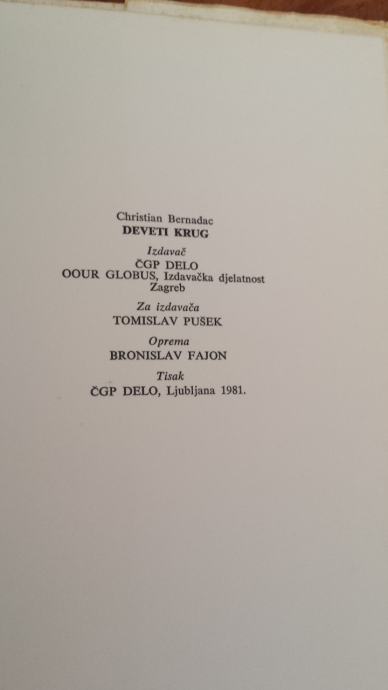 Christian Bernadac
DEVETI KRUG
Izdavač
ČGP DELO
OOUR GLOBUS, Izdavačka djelatnost
Zagreb
Za izdavača
TOMISLAV PUŠEK
Oprema
BRONISLAV FAJON
Tisak
ČGP DELO, Ljubljana 1981.